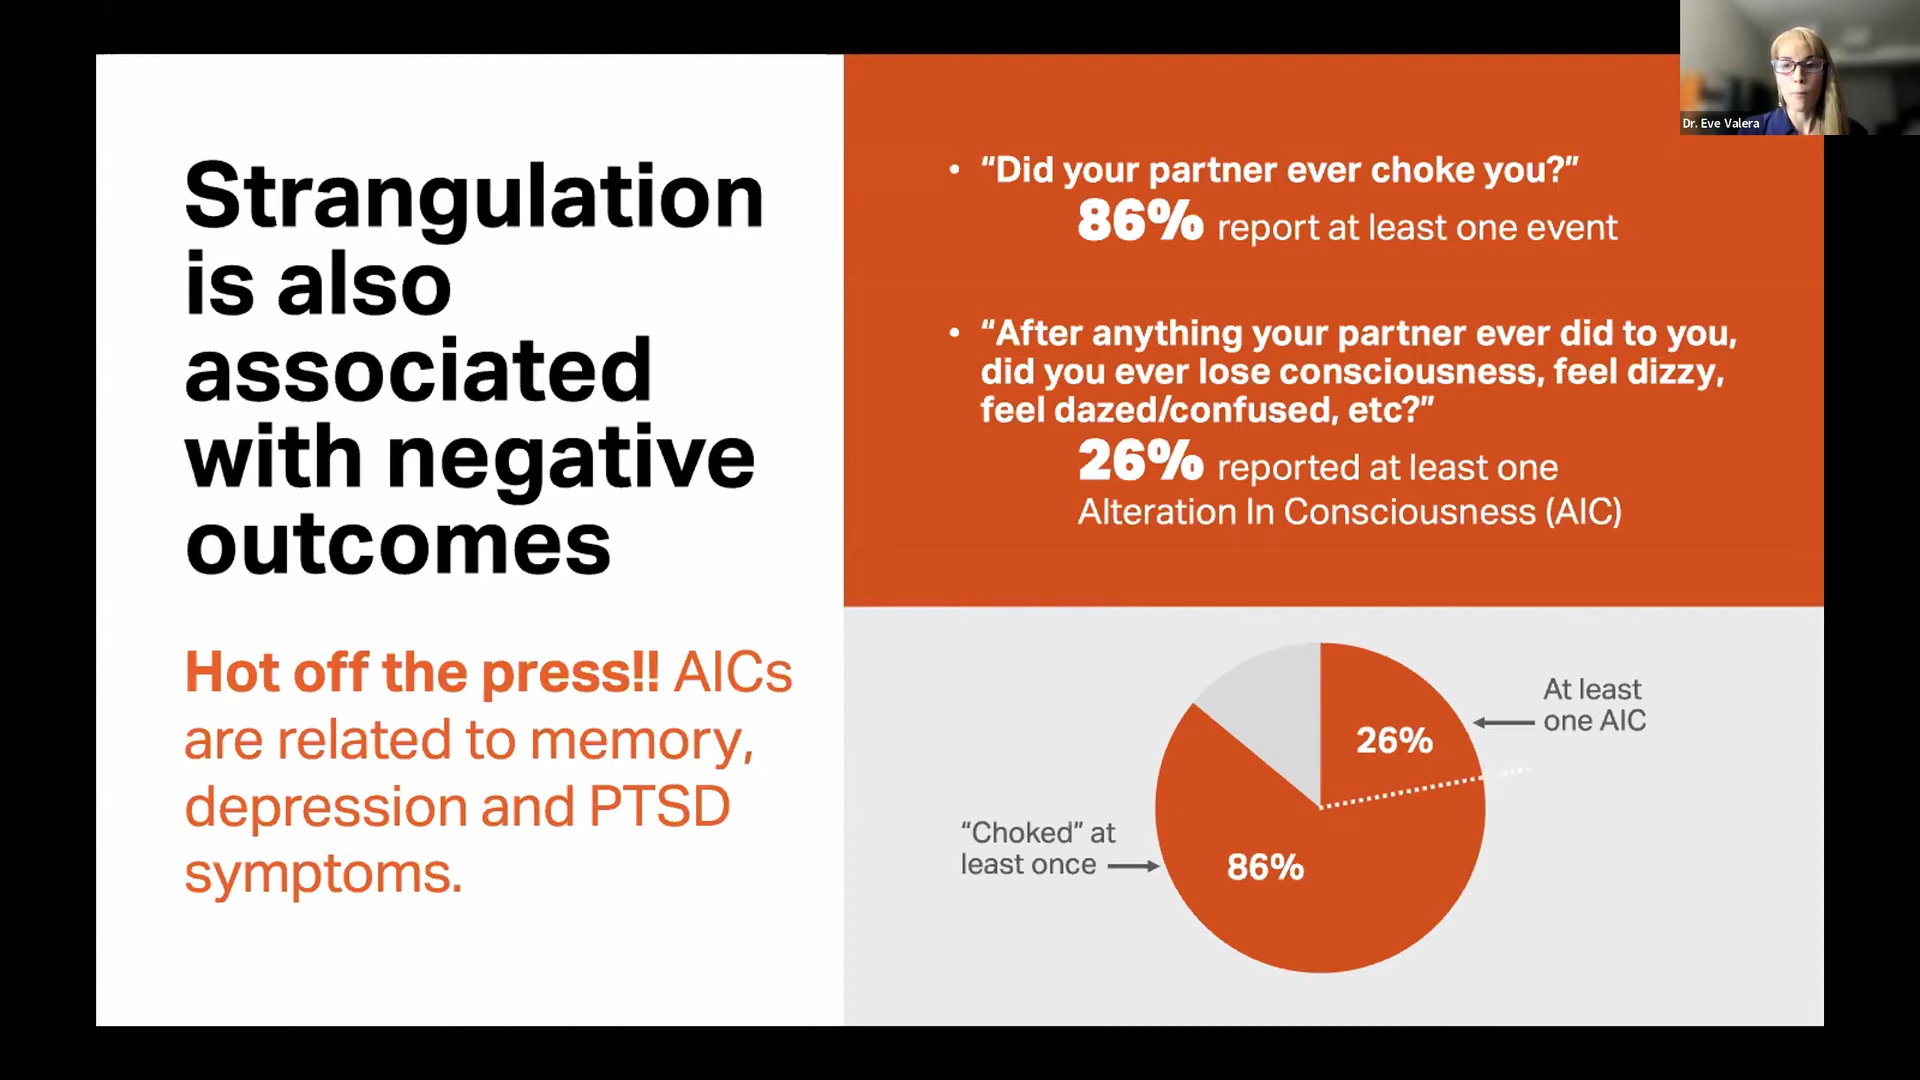 Strangulation
is also
associated
with negative
outcomes
Hot off the press!! AICs
are related to memory,
depression and PTSD
symptoms.
• “Did your partner ever choke you?”
86% report at least one event
• “After anything your partner ever did to you,
did you ever lose consciousness, feel dizzy,
feel dazed/confused, etc?”
26% reported at least one
Alteration In Consciousness (AIC)
At least
one AIC
26%
“Choked” at
least once
86%
Dr. Eve Valera